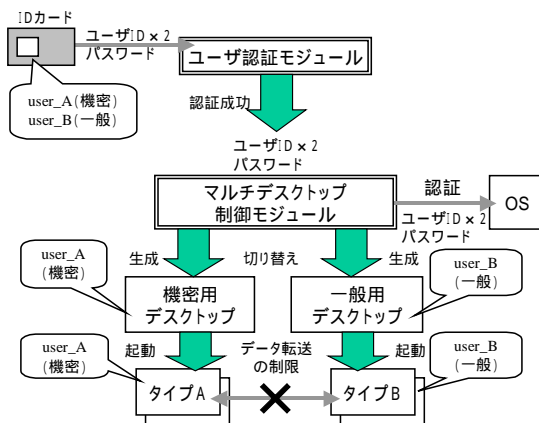 IDカード
ユーザID×2
パスワード
ユーザ認証モジュール
user_A(機密)
user_B(一般)
認証成功
ユーザID×2
パスワード
マルチデスクトップ
制御モジュール
認証
OS
ユーザID×2
パスワード
user_A
(機密)
生成
切り替え
生成
user_B
(一般)
機密用
デスクトップ
一般用
デスクトップ
user_A
(機密)
起動
データ転送
の制限
起動
user_B
(一般)
タイプA
タイプB